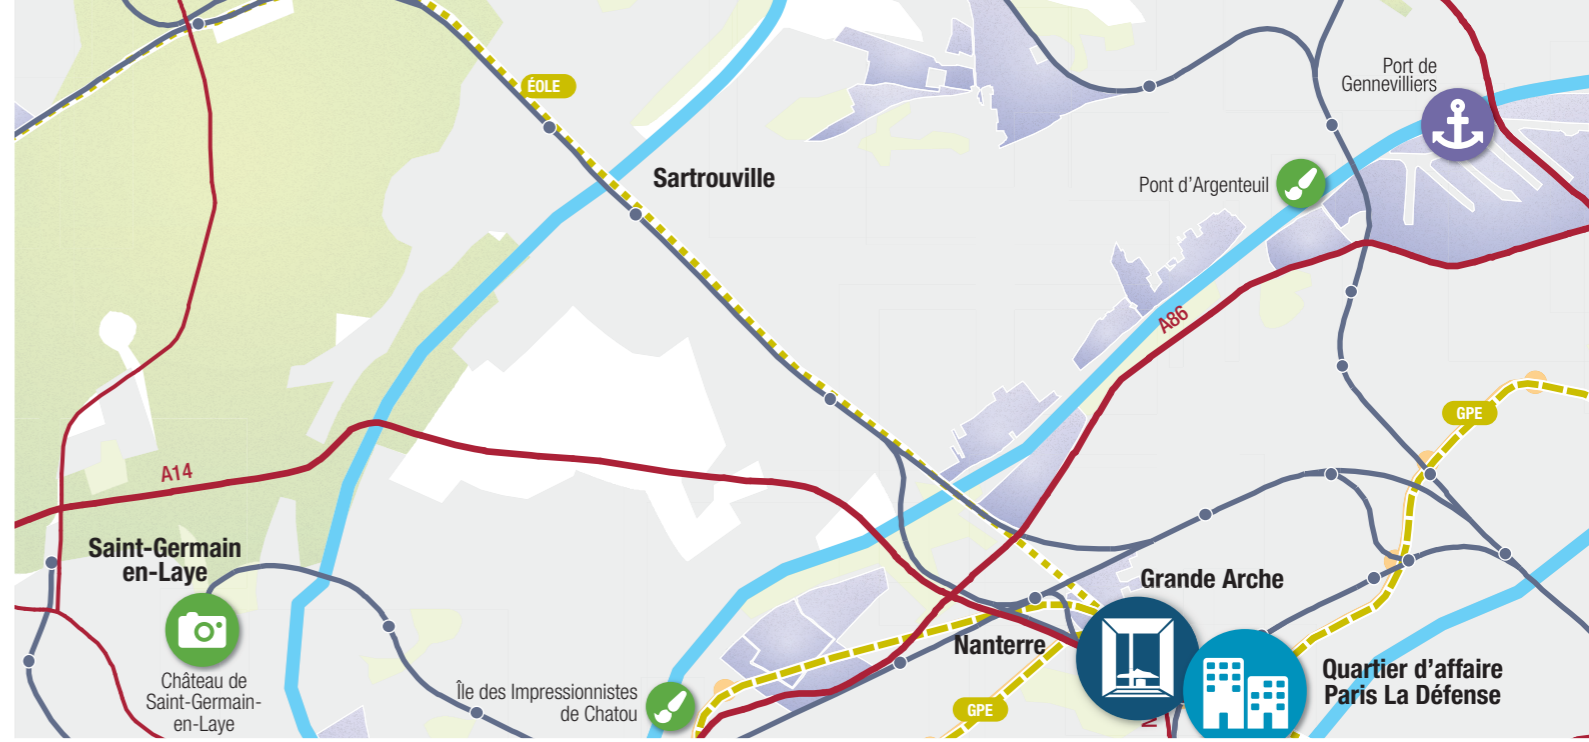 ÉOLE
Port de
Gennevilliers
Sartrouville
Pont d'Argenteuil
A86
GPE
A14
Saint-Germain
en-Laye
Grande Arche
Nanterre
Château de
Saint-Germain-
en-Laye
Île des Impressionnistes
de Chatou
GPE
Quartier d'affaire
Paris La Défense